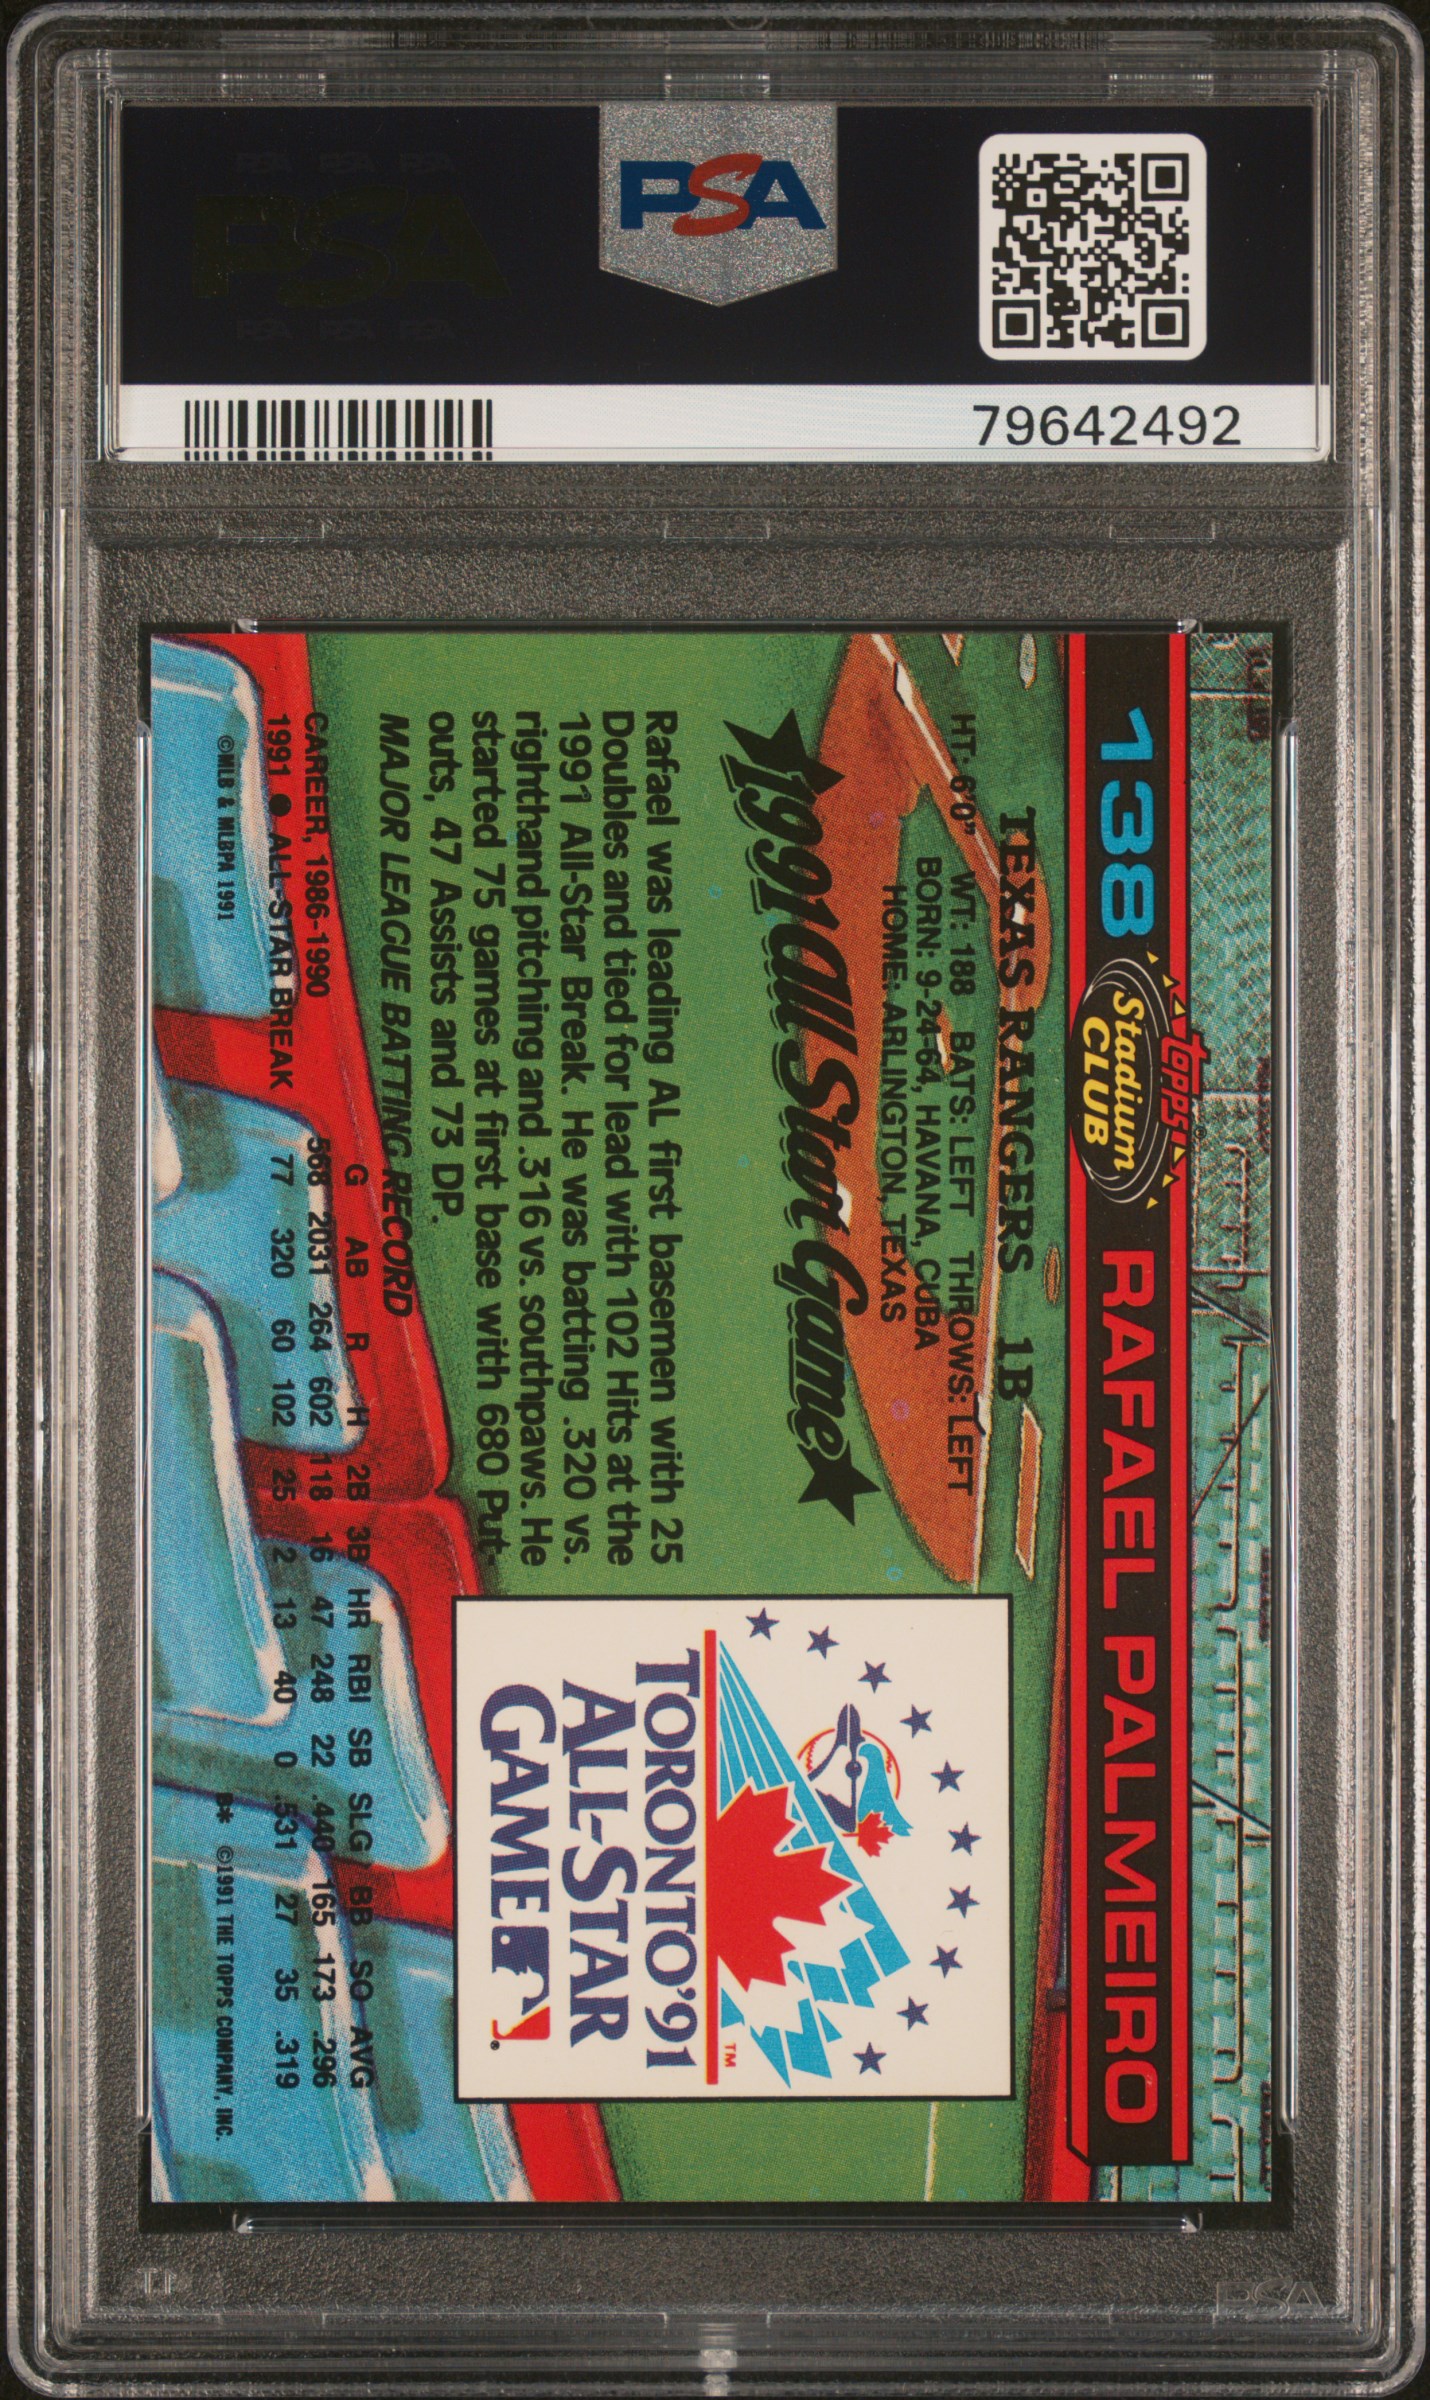 PSA
79642492
138 topps Stadium CLUB® RAFAEL PALMEIRO
TEXAS RANGERS 1B
HT: 6'0" WT: 188 BATS: LEFT THROWS: LEFT
BORN: 9-24-64, HAVANA, CUBA
HOME: ARLINGTON, TEXAS
1991 All Star Game
Rafael was leading AL first basemen with 25
Doubles and tied for lead with 102 Hits at the
1991 All-Star Break. He was batting .320 vs.
righthand pitching and .316 vs. southpaws. He
started 75 games at first base with 680 Put-
outs, 47 Assists and 73 DP.
TORONTO '91
ALL-STAR
GAME
TM
®
MAJOR LEAGUE BATTING RECORD
G AB R H 2B 3B HR RBI SB SLG BB SO AVG
CAREER, 1986-1990 568 2031 264 602 118 16 47 248 22 .440 165 173 .296
1991 ● ALL-STAR BREAK 77 320 60 102 25 2 13 40 0 .531 27 35 .319
©MLB & MLBPA 1991 B* ©1991 THE TOPPS COMPANY, INC.
PSA